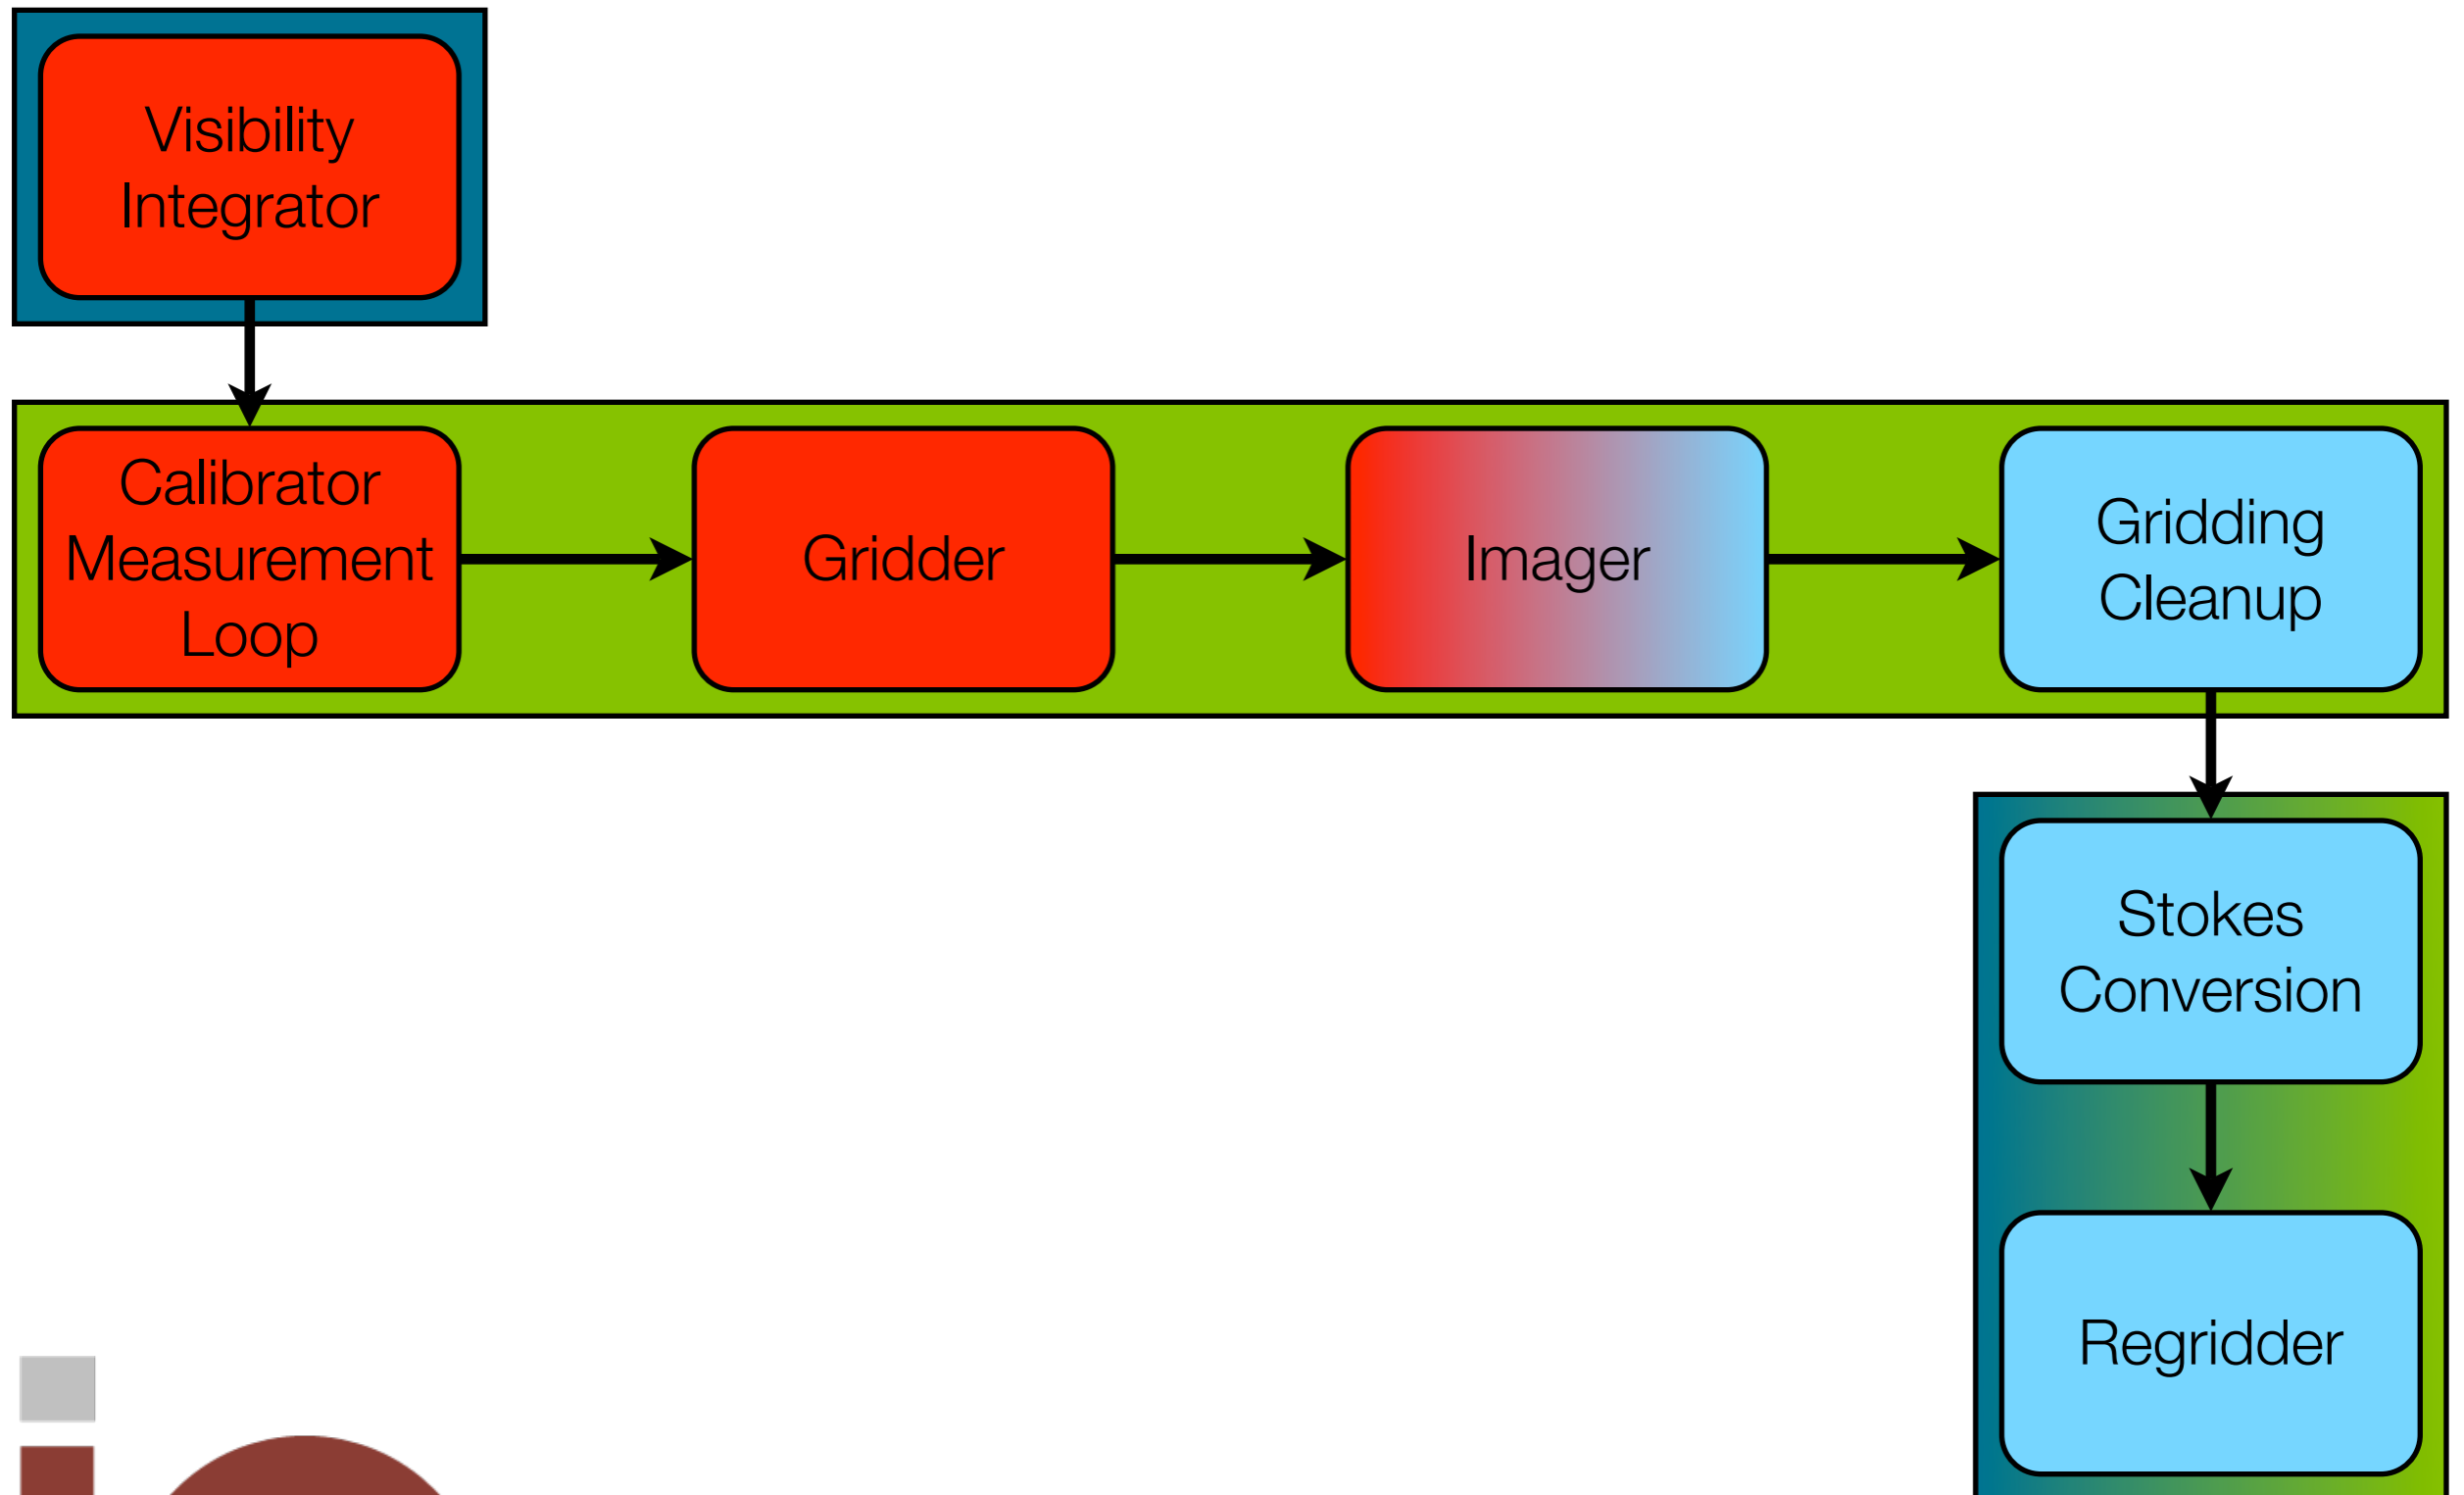 Visibility
Integrator
Calibrator
Measurement
Loop
Gridder
Imager
Gridding
Cleanup
Stokes
Conversion
Regridder